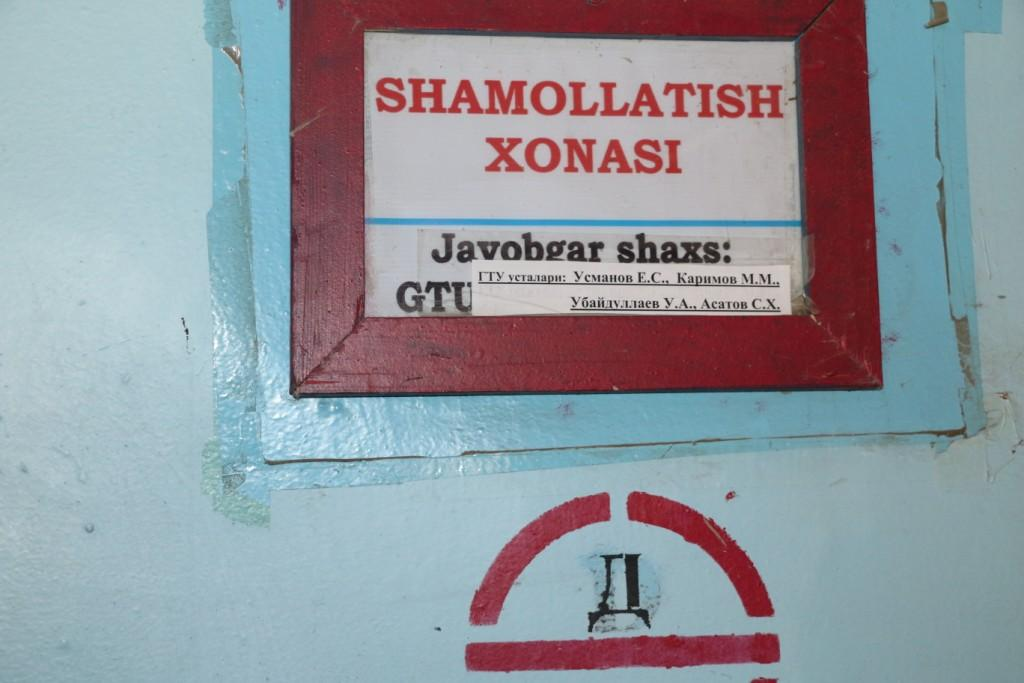 SHAMOLLATISH
XONASI
Javobgar shaxs:
GTU
ГТУ усталари: Усманов Е.С., Каримов М.М.,
Убайдуллаев У.А., Асатов С.Х.
Д